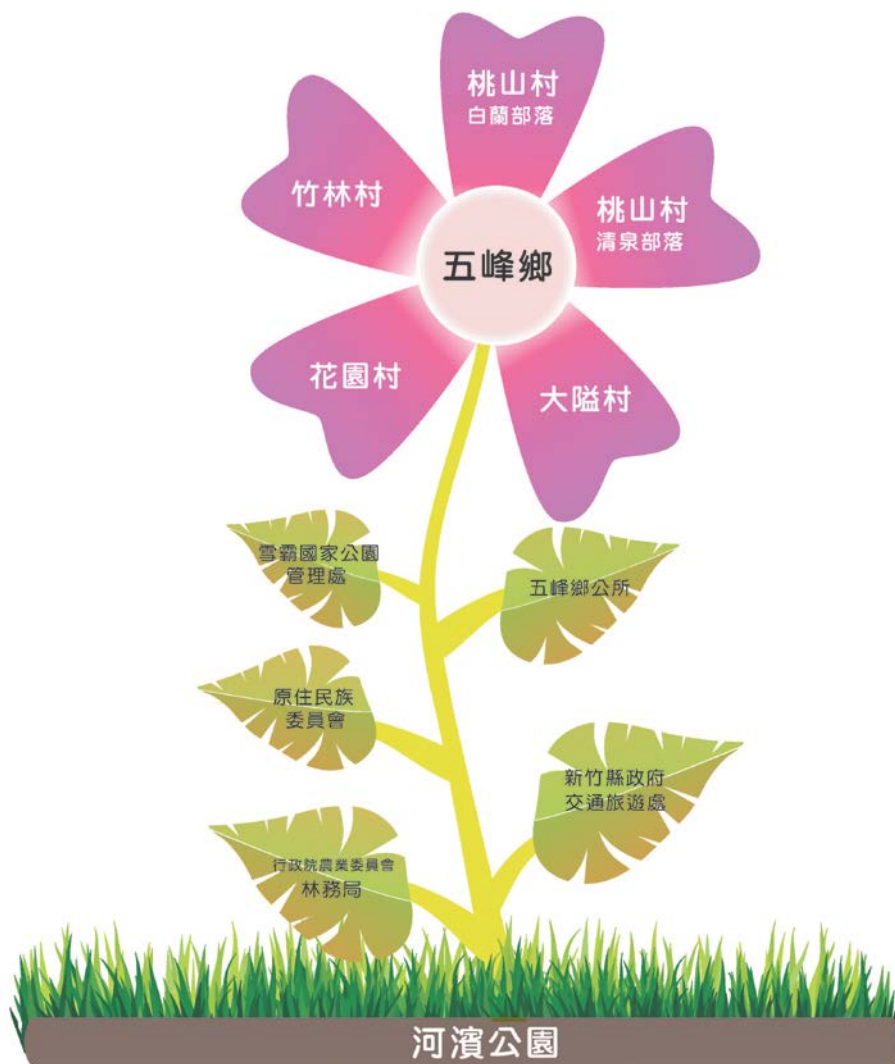 桃山村
白蘭部落
竹林村
桃山村
清泉部落
五峰鄉
花園村
大隘村
雪霸國家公園
管理處
五峰鄉公所
原住民族
委員會
新竹縣政府
交通旅遊處
行政院農業委員會
林務局
河濱公園